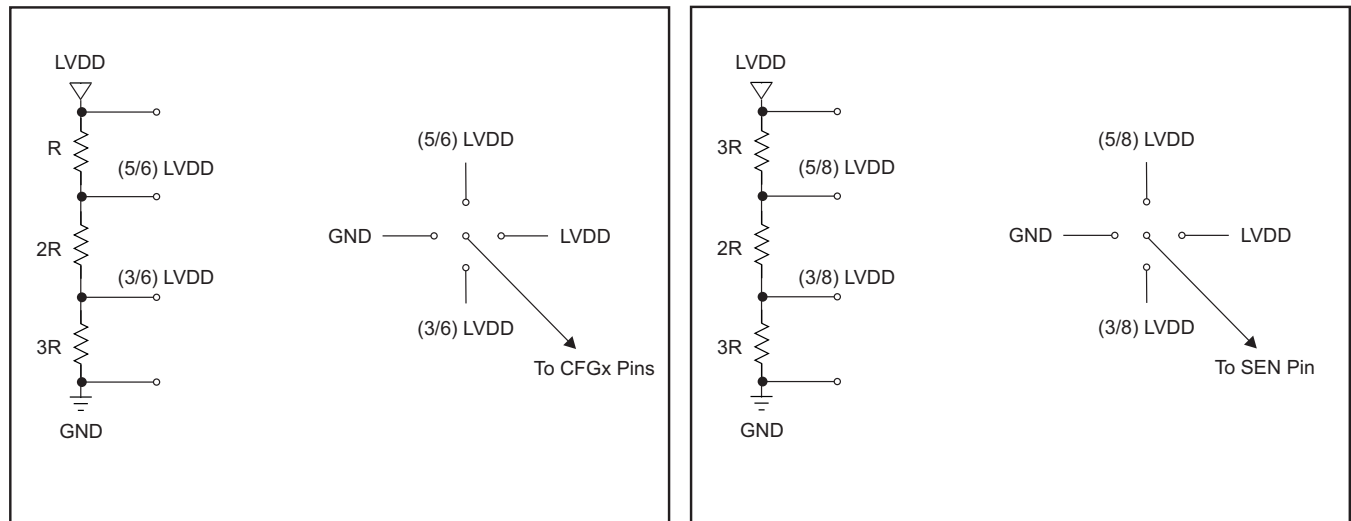 LVDD
R
(5/6) LVDD
2R
(3/6) LVDD
3R
GND
(5/6) LVDD
GND
LVDD
(3/6) LVDD
To CFGx Pins
LVDD
3R
(5/8) LVDD
2R
(3/8) LVDD
3R
GND
(5/8) LVDD
GND
LVDD
(3/8) LVDD
To SEN Pin